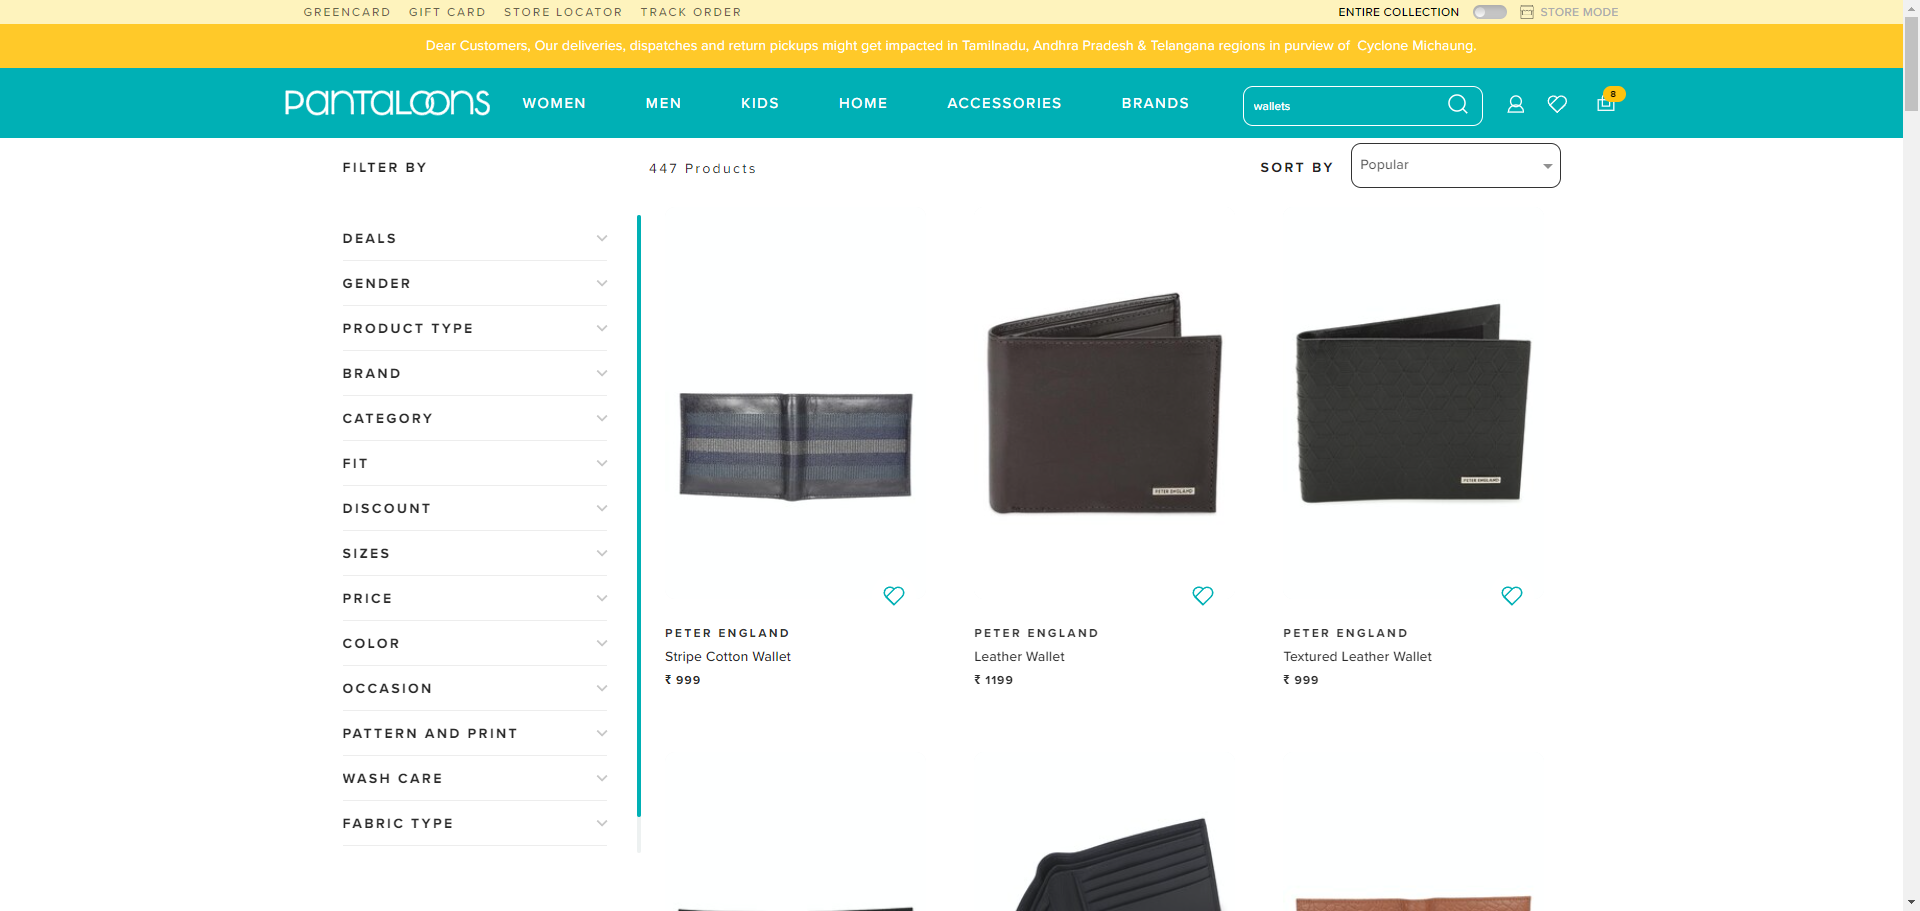 GREENCARD GIFT CARD STORE LOCATOR TRACK ORDER ENTIRE COLLECTION STORE MODE
Dear Customers, Our deliveries, dispatches and return pickups might get impacted in Tamilnadu, Andhra Pradesh & Telangana regions in purview of Cyclone Michaung.
PANTALOONS WOMEN MEN KIDS HOME ACCESSORIES BRANDS wallets 8
FILTER BY 447 Products SORT BY Popular
DEALS
GENDER
PRODUCT TYPE
BRAND
CATEGORY
FIT
DISCOUNT
SIZES
PRICE
COLOR
OCCASION
PATTERN AND PRINT
WASH CARE
FABRIC TYPE
PETER ENGLAND
PETER ENGLAND
PETER ENGLAND
Stripe Cotton Wallet
₹ 999
PETER ENGLAND
Leather Wallet
₹ 1199
PETER ENGLAND
Textured Leather Wallet
₹ 999